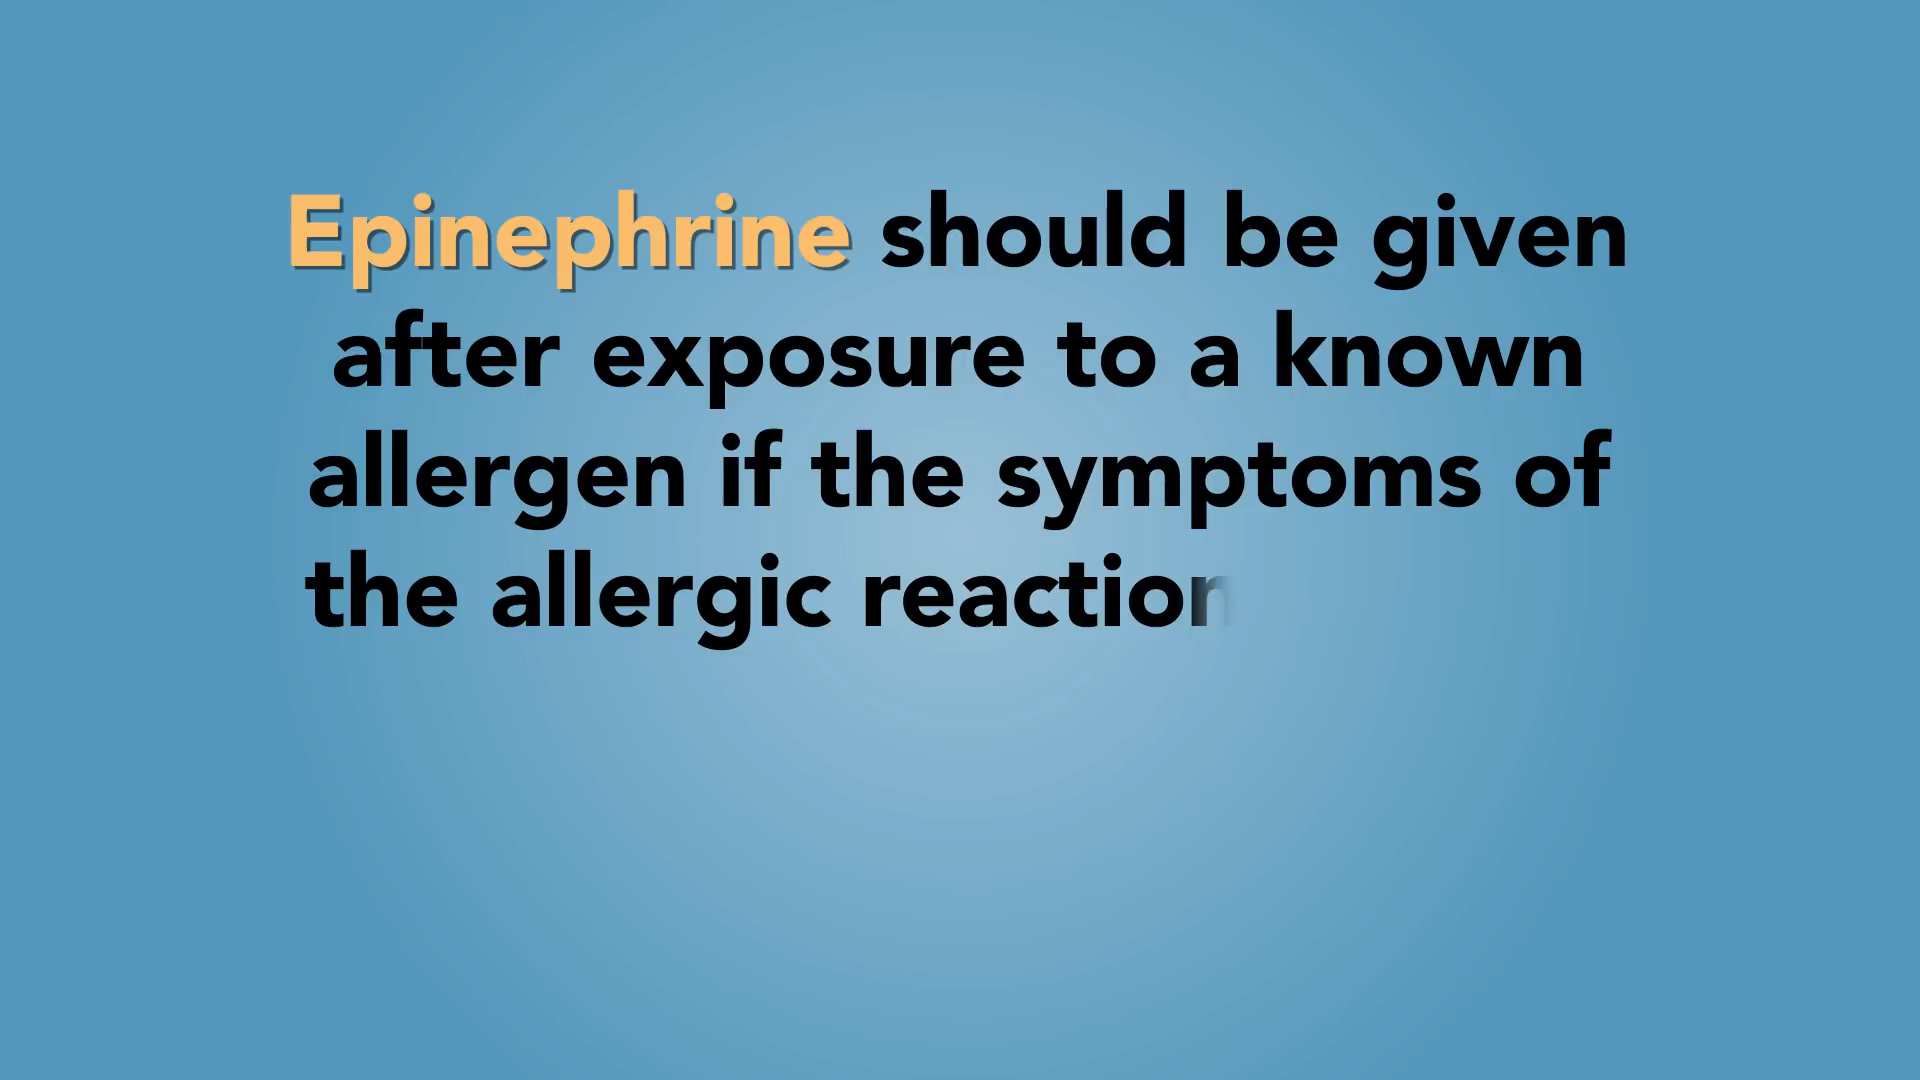 Epinephrine should be given
after exposure to a known
allergen if the symptoms of
the allergic reaction